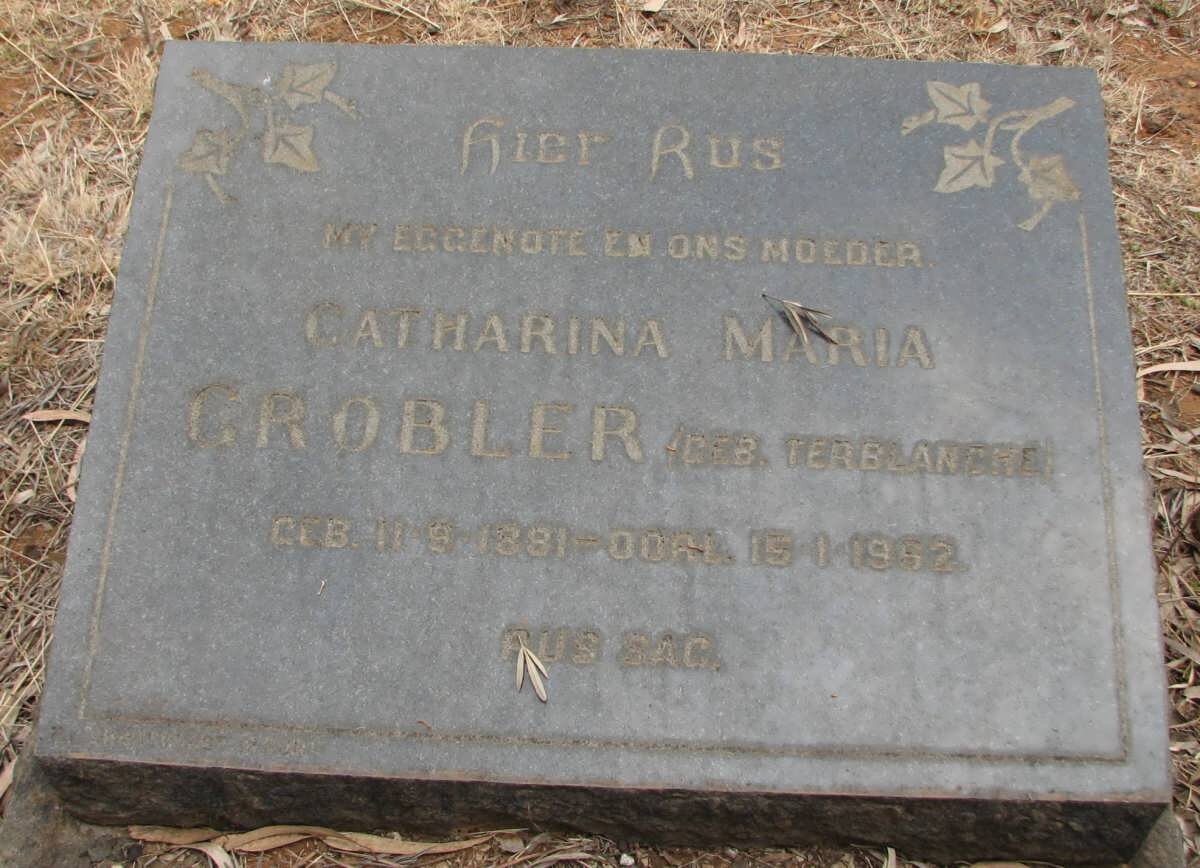 Hier Rus
MY EGGENOTE EN ONS MOEDER.
CATHARINA MARIA
GROBLER (GEB. TERBLANCHE)
GEB. 11-9-1881-OORL. 15-1-1952.
RUS SAG.